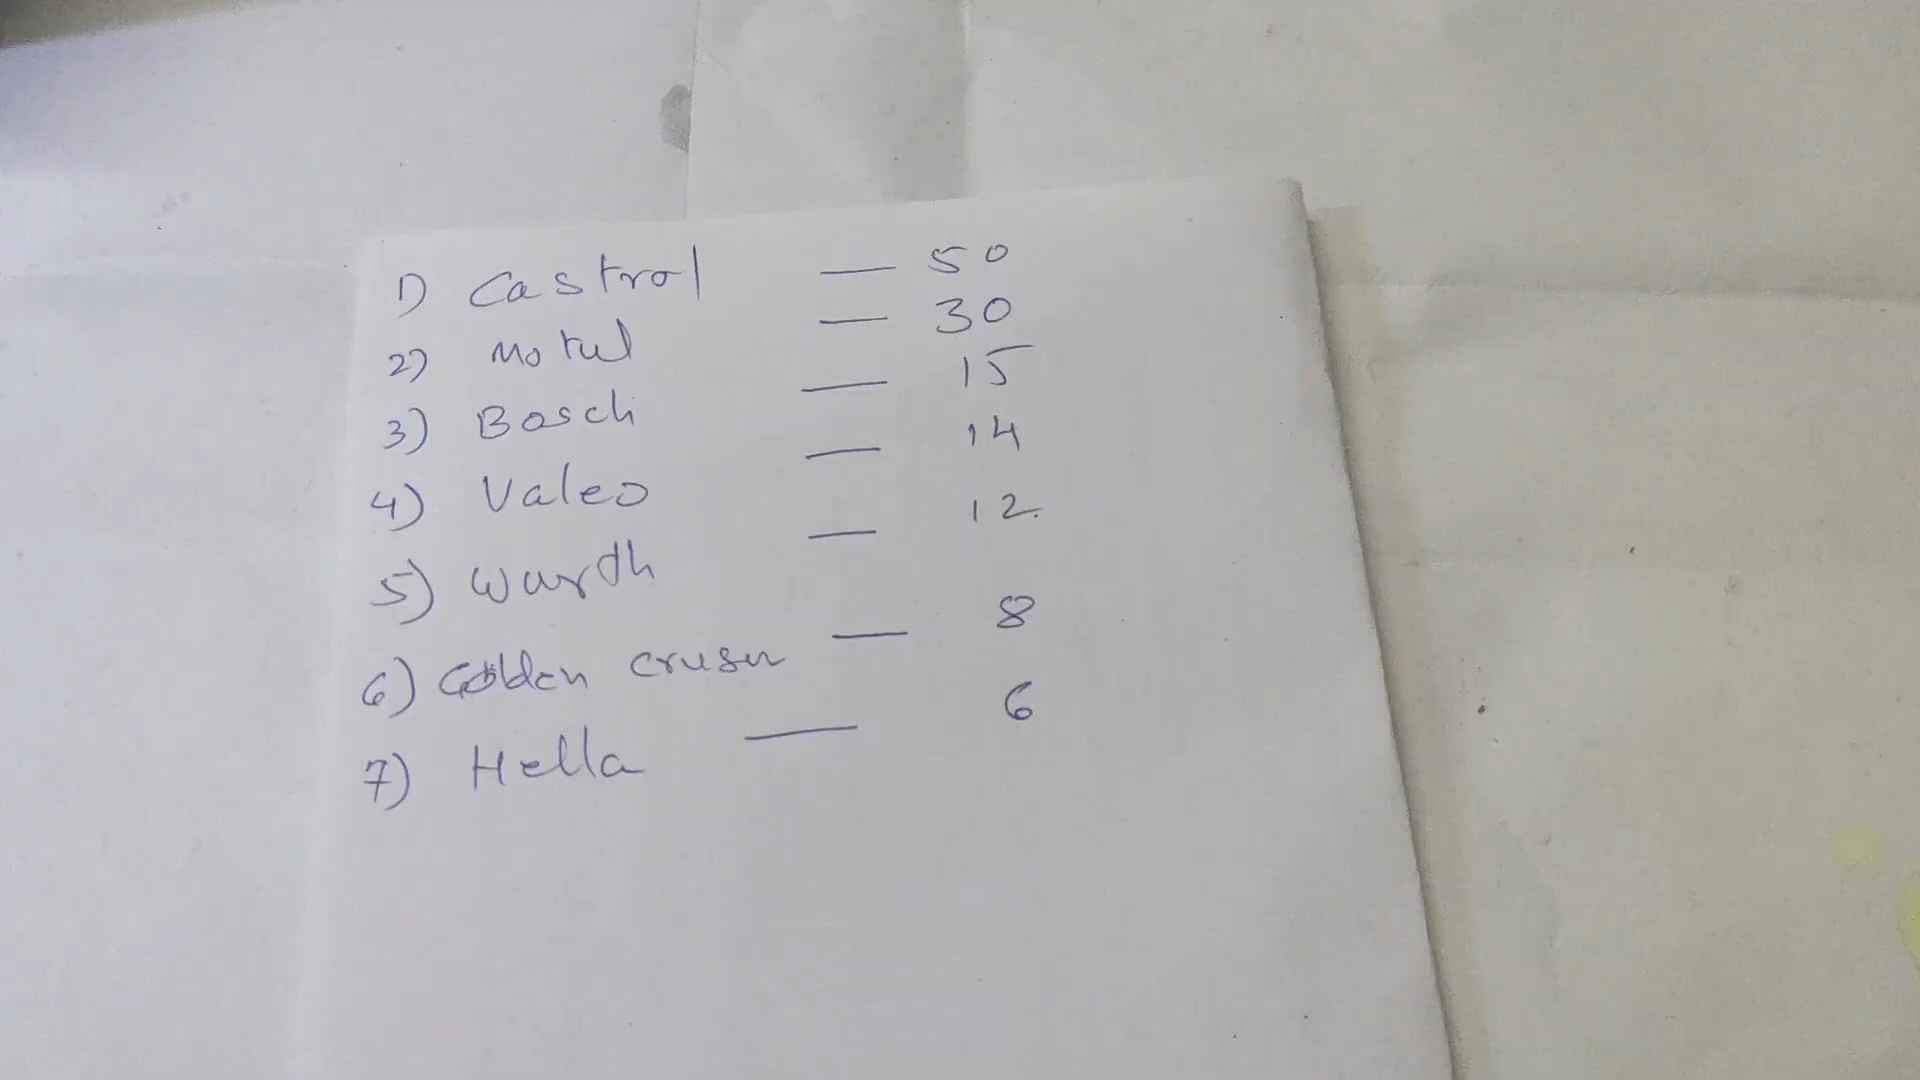 1) Castrol — 50
2) Motul — 30
3) Bosch — 15
4) Valeo — 14
5) Wurth — 12.
6) Golden cruser — 8
7) Hella — 6